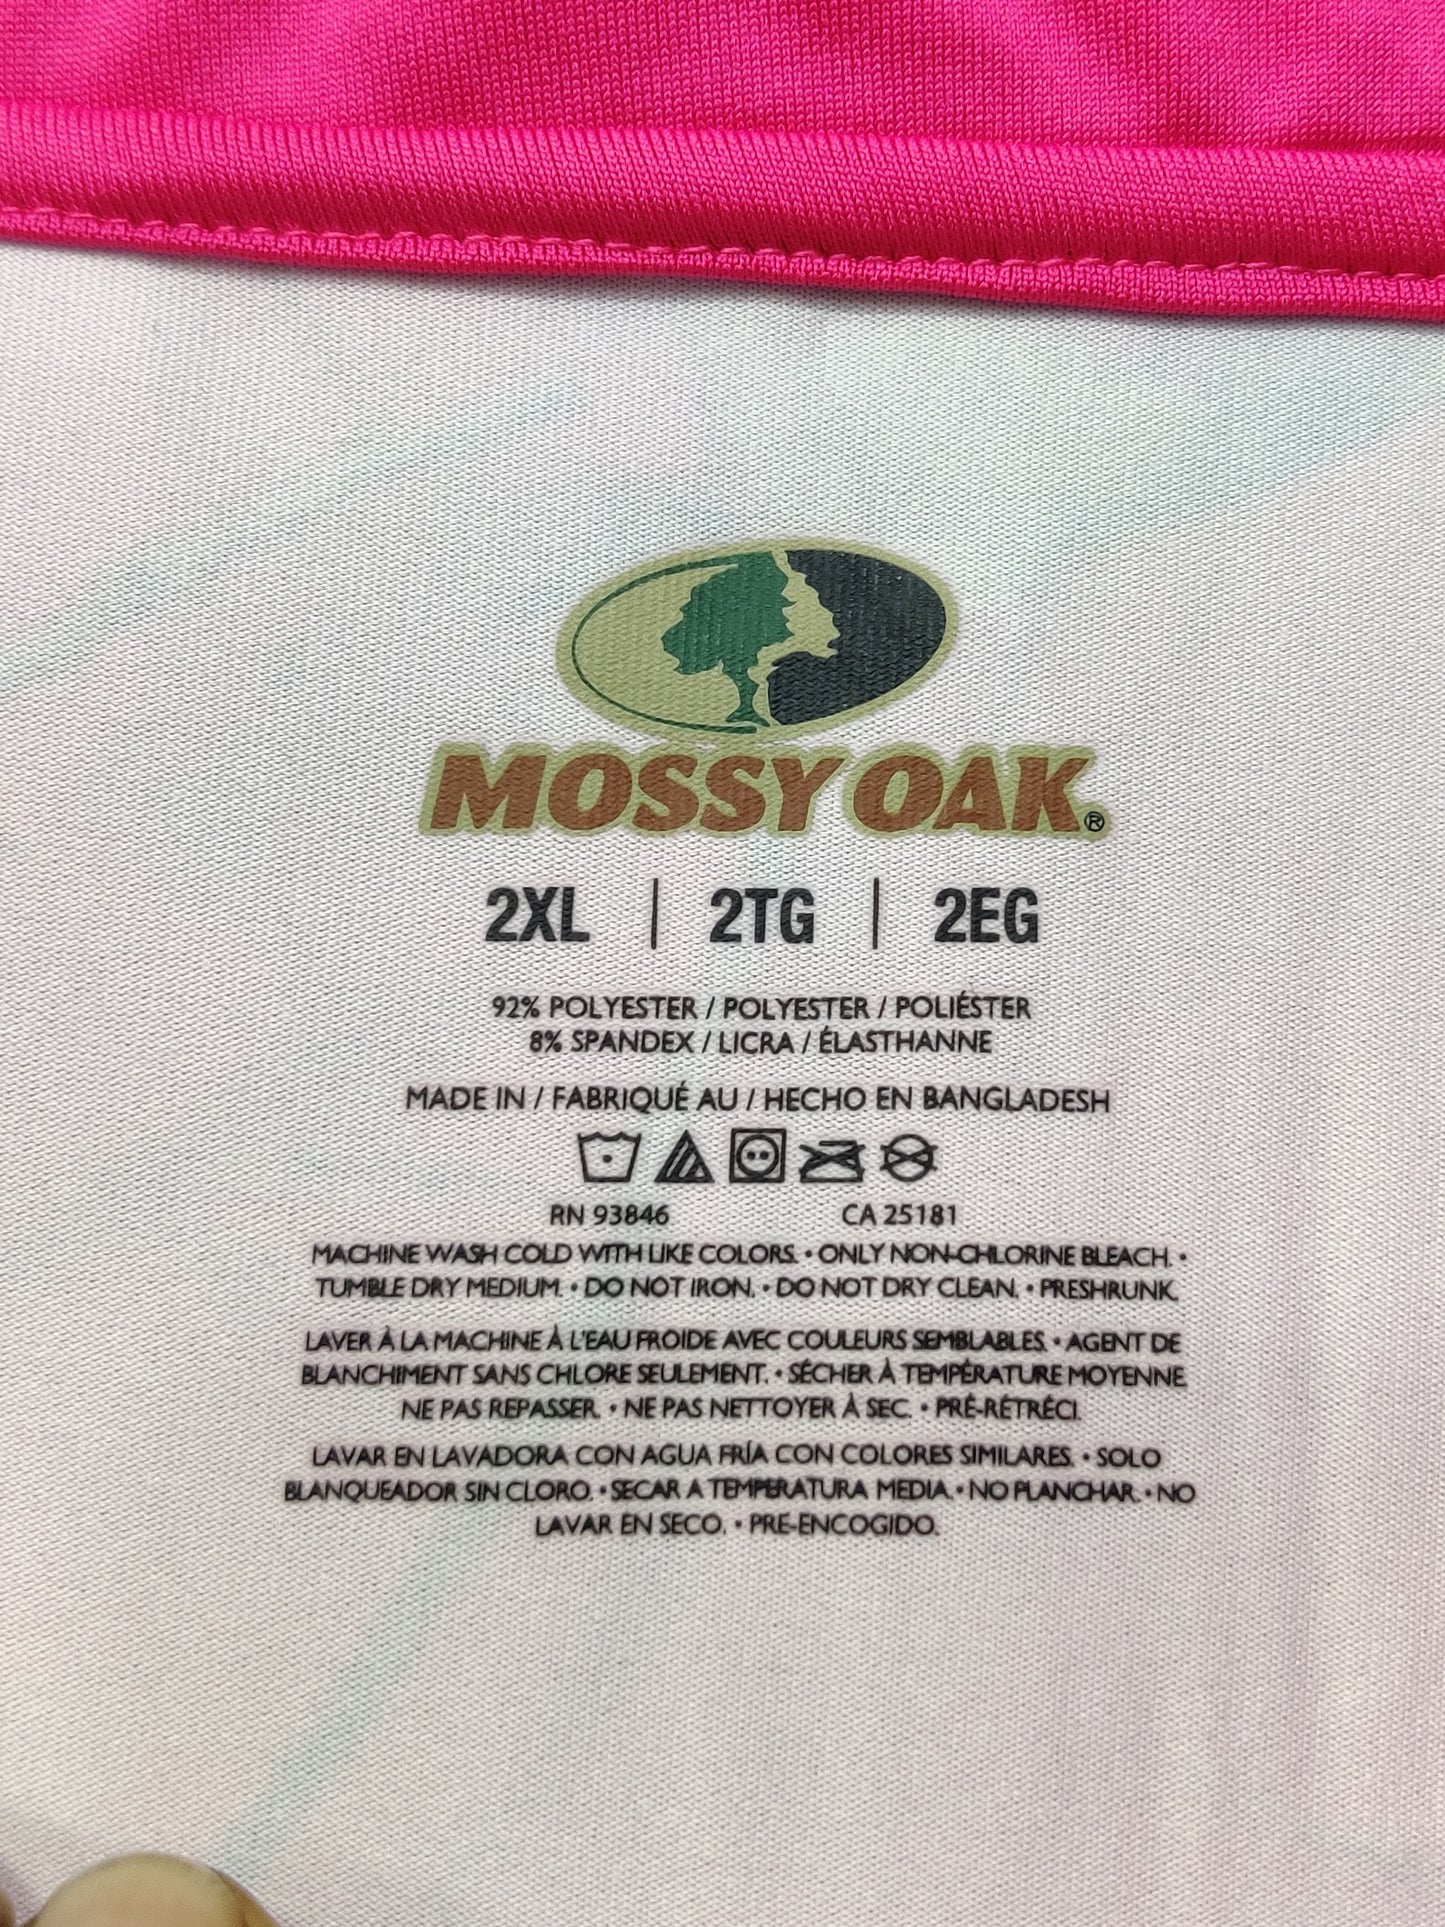 MOSSY OAK®
2XL | 2TG | 2EG
92% POLYESTER / POLYESTER / POLIÉSTER
8% SPANDEX / LICRA / ÉLASTHANNE
MADE IN / FABRIQUÉ AU / HECHO EN BANGLADESH
RN 93846 CA 25181
MACHINE WASH COLD WITH LIKE COLORS. • ONLY NON-CHLORINE BLEACH. •
TUMBLE DRY MEDIUM. • DO NOT IRON. • DO NOT DRY CLEAN. • PRESHRUNK.
LAVER À LA MACHINE À L'EAU FROIDE AVEC COULEURS SEMBLABLES. • AGENT DE
BLANCHIMENT SANS CHLORE SEULEMENT. • SÉCHER À TEMPÉRATURE MOYENNE
NE PAS REPASSER. • NE PAS NETTOYER À SEC. • PRÉ-RÉTRÉCI.
LAVAR EN LAVADORA CON AGUA FRÍA CON COLORES SIMILARES. • SOLO
BLANQUEADOR SIN CLORO. • SECAR A TEMPERATURA MEDIA. • NO PLANCHAR. • NO
LAVAR EN SECO. • PRE-ENCOGIDO.